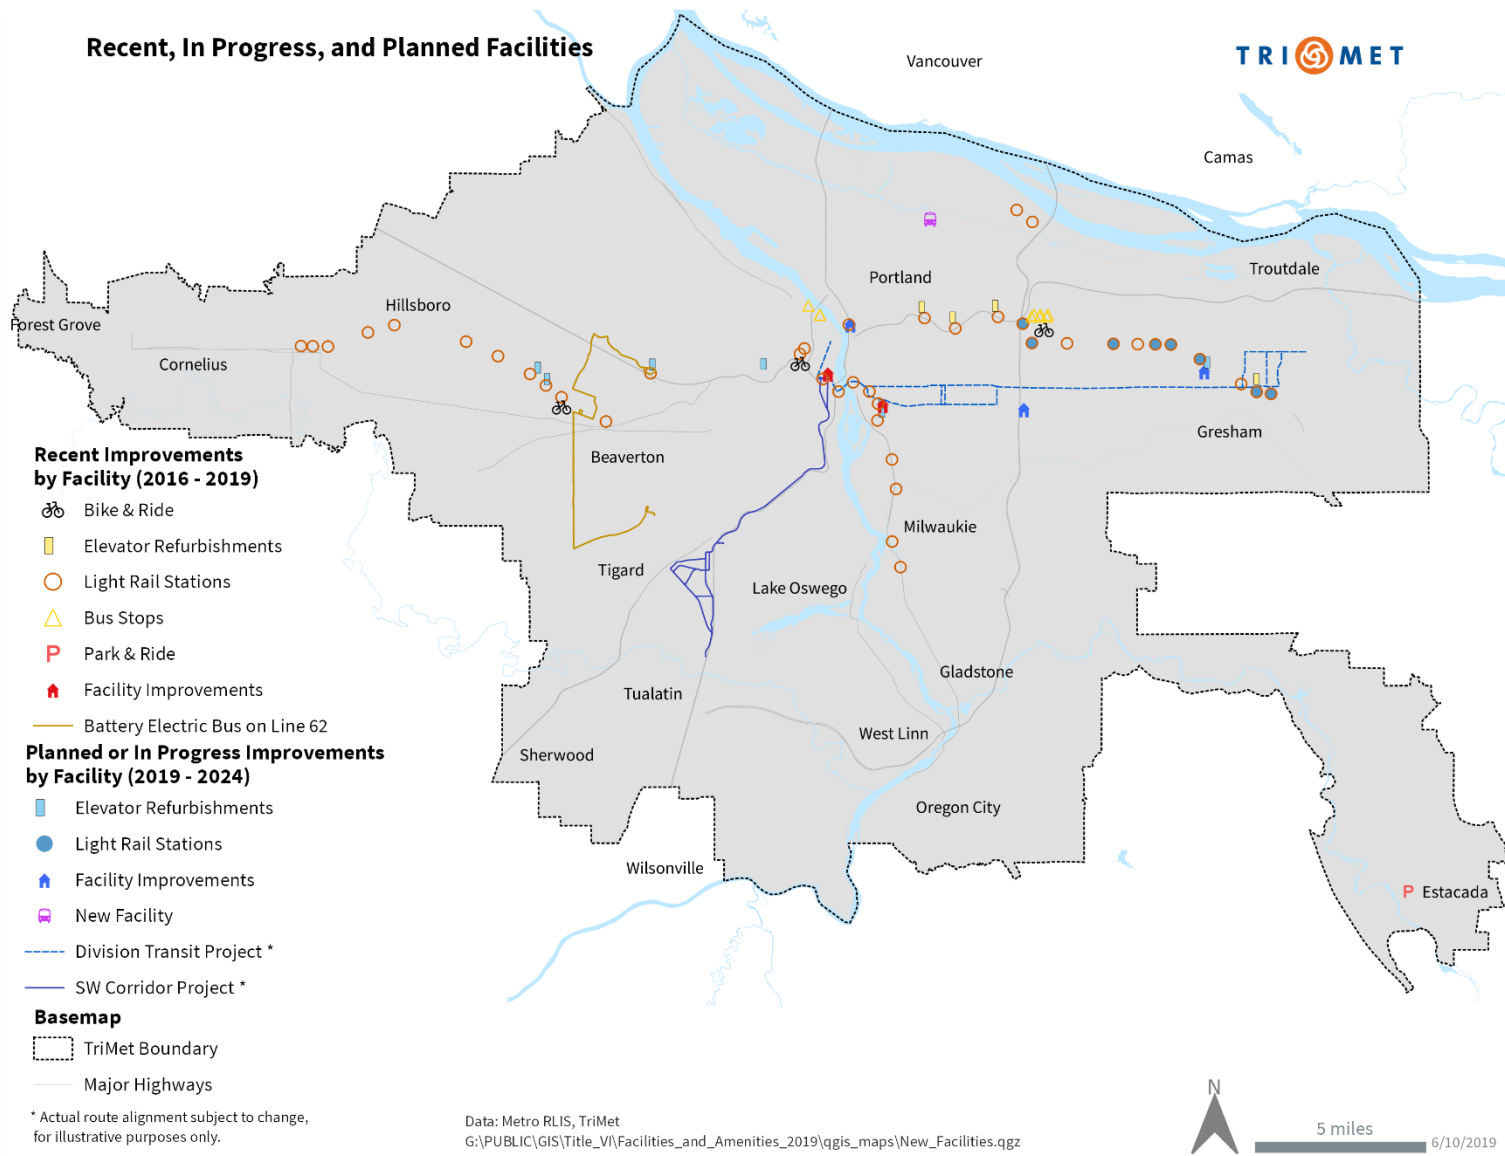 Recent, In Progress, and Planned Facilities
TRIMET
Vancouver
Camas
Troutdale
Portland
Hillsboro
Forest Grove
Cornelius
Gresham
Beaverton
Milwaukie
Tigard
Lake Oswego
Gladstone
Tualatin
West Linn
Sherwood
Oregon City
Wilsonville
P Estacada
Recent Improvements
by Facility (2016 - 2019)
Bike & Ride
Elevator Refurbishments
Light Rail Stations
Bus Stops
P Park & Ride
Facility Improvements
Battery Electric Bus on Line 62
Planned or In Progress Improvements
by Facility (2019 - 2024)
Elevator Refurbishments
Light Rail Stations
Facility Improvements
New Facility
Division Transit Project *
SW Corridor Project *
Basemap
TriMet Boundary
Major Highways
* Actual route alignment subject to change,
for illustrative purposes only.
Data: Metro RLIS, TriMet
G:\PUBLIC\GIS\Title_VI\Facilities_and_Amenities_2019\qgis_maps\New_Facilities.qgz
N
5 miles
6/10/2019